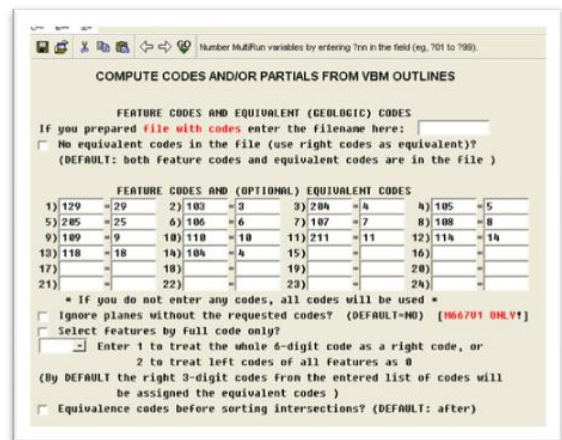 Number MultiRun variables by entering ?nn in the field (eg, ?01 to ?99).
COMPUTE CODES AND/OR PARTIALS FROM VBM OUTLINES
FEATURE CODES AND EQUIVALENT (GEOLOGIC) CODES
If you prepared file with codes enter the filename here:
No equivalent codes in the file (use right codes as equivalent)?
(DEFAULT: both feature codes and equivalent codes are in the file )
FEATURE CODES AND (OPTIONAL) EQUIVALENT CODES
1) 129 = 29 2) 103 = 3 3) 204 = 4 4) 105 = 5
5) 205 = 25 6) 106 = 6 7) 107 = 7 8) 108 = 8
9) 109 = 9 10) 110 = 10 11) 211 = 11 12) 114 = 14
13) 118 = 18 14) 104 = 4 15) = 16) =
17) = 18) = 19) = 20) =
21) = 22) = 23) = 24) =
* If you do not enter any codes, all codes will be used *
Ignore planes without the requested codes? (DEFAULT=NO) [M667V1 ONLY!]
Select features by full code only?
Enter 1 to treat the whole 6-digit code as a right code, or
2 to treat left codes of all features as 0
(By DEFAULT the right 3-digit codes from the entered list of codes will
be assigned the equivalent codes )
Equivalence codes before sorting intersections? (DEFAULT: after)